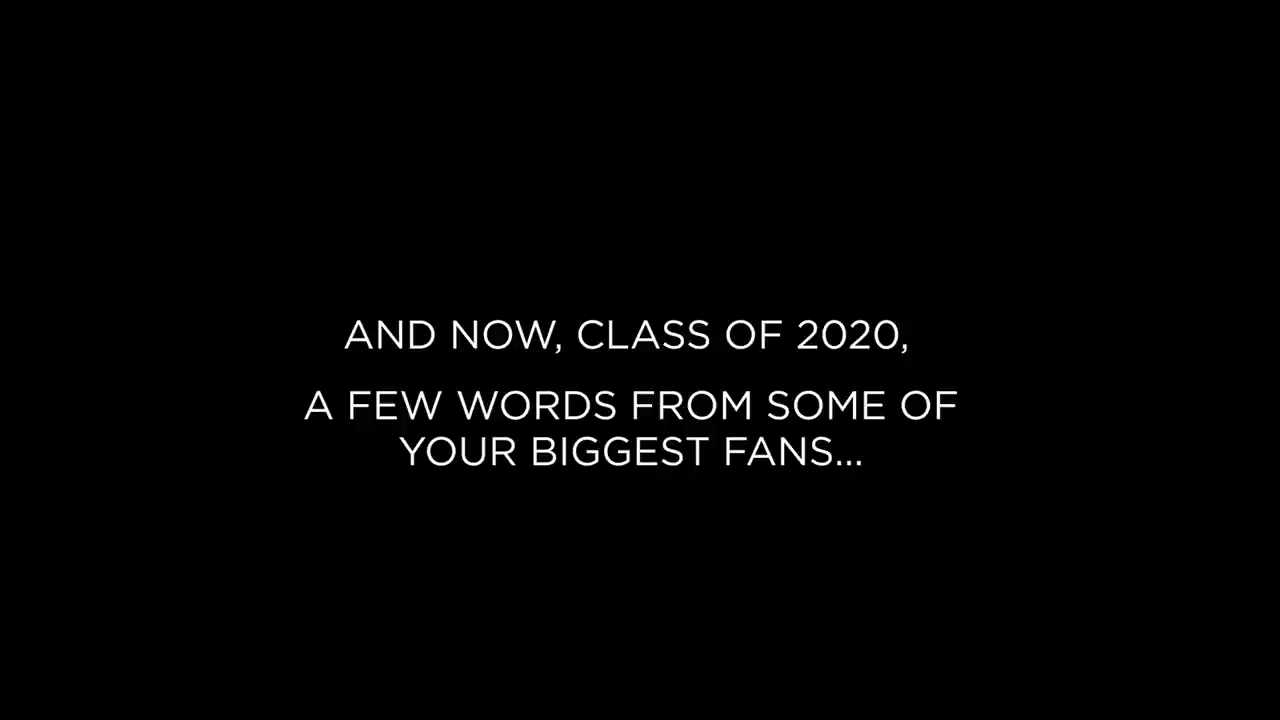 AND NOW, CLASS OF 2020,
A FEW WORDS FROM SOME OF
YOUR BIGGEST FANS...